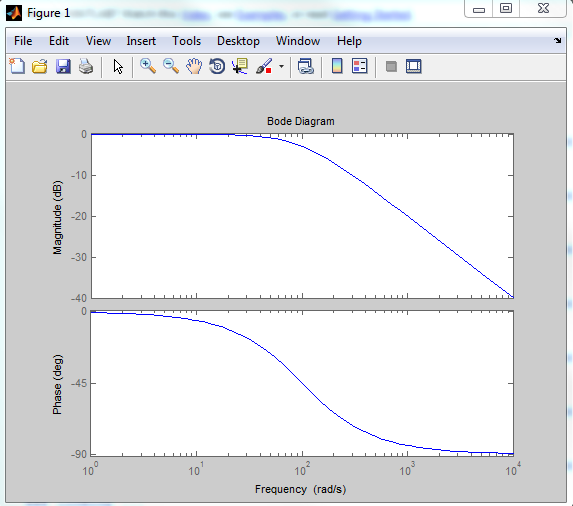 Figure 1
File Edit View Insert Tools Desktop Window Help
Bode Diagram
Magnitude (dB)
0
-10
-20
-30
-40
Phase (deg)
0
-45
-90
10^0 10^1 10^2 10^3 10^4
Frequency (rad/s)